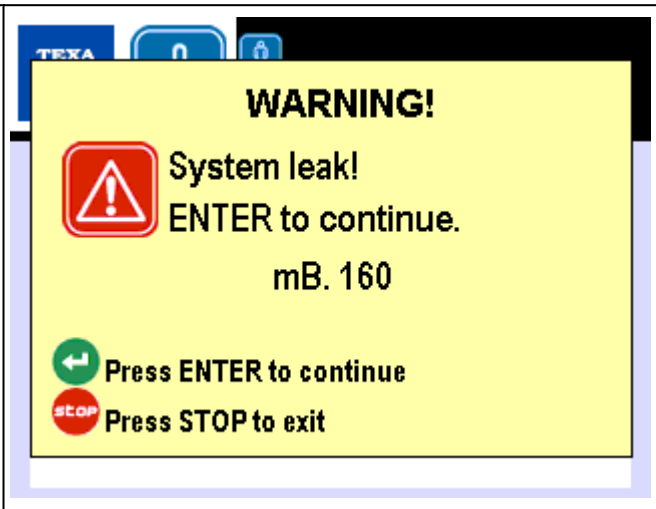 TEXA
WARNING!
System leak!
ENTER to continue.
mB. 160
Press ENTER to continue
stop Press STOP to exit